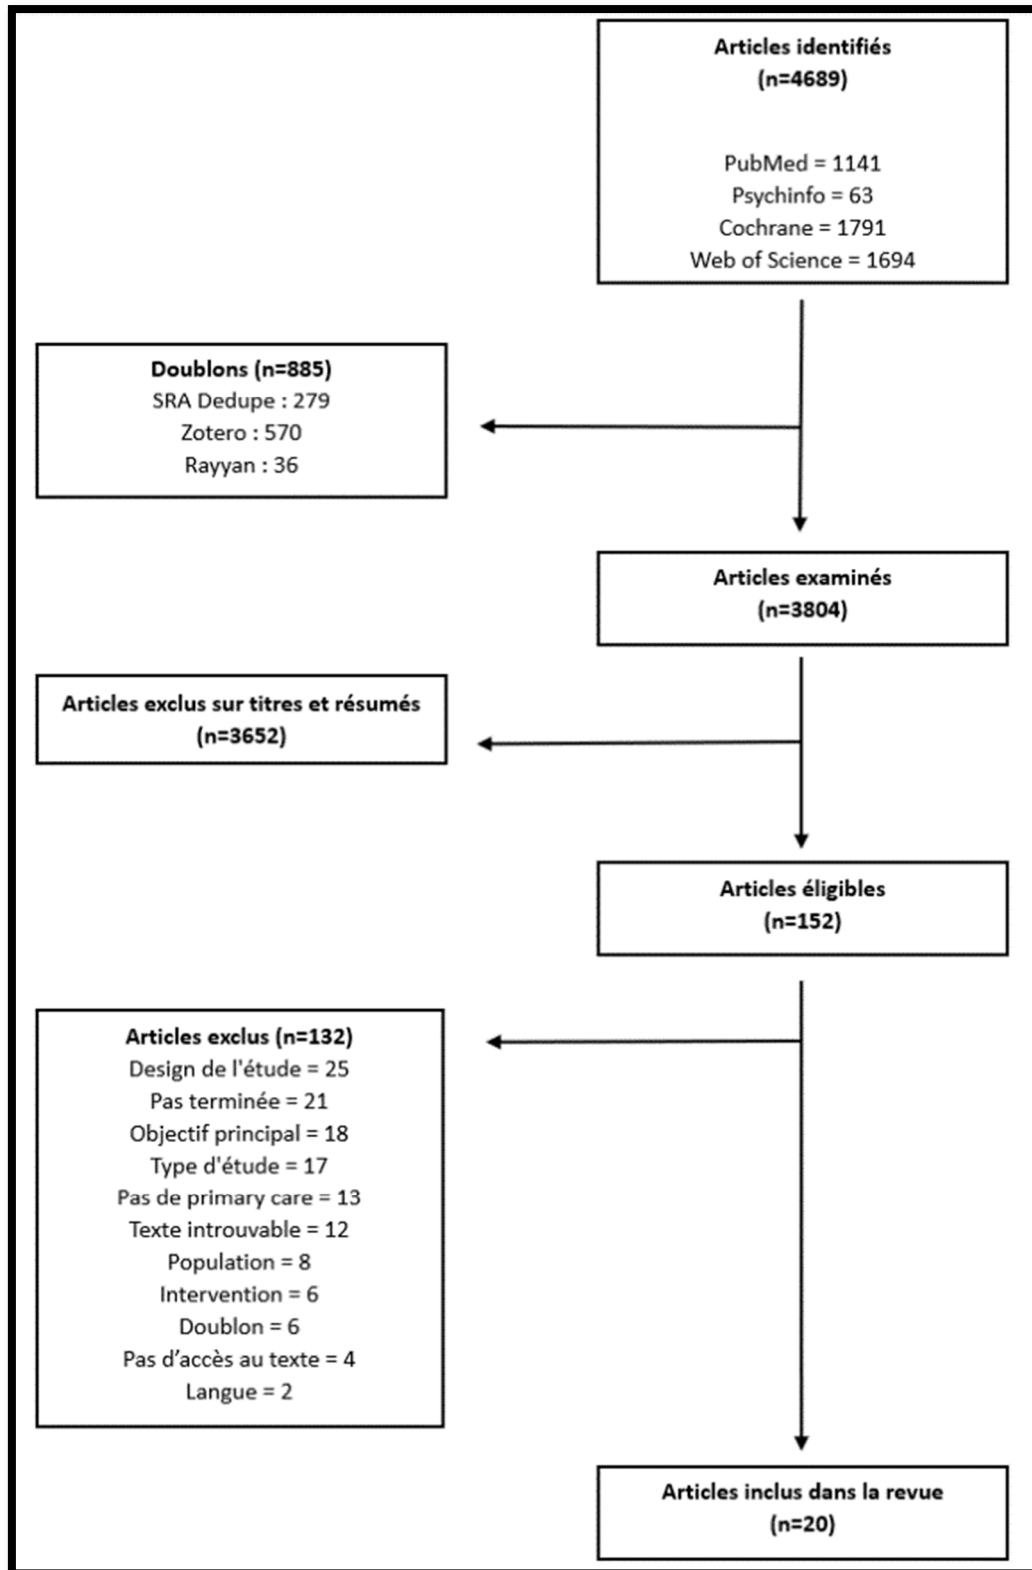 Articles identifiés
(n=4689)
PubMed = 1141
Psychinfo = 63
Cochrane = 1791
Web of Science = 1694
Doublons (n=885)
SRA Dedupe : 279
Zotero : 570
Rayyan : 36
Articles examinés
(n=3804)
Articles exclus sur titres et résumés
(n=3652)
Articles éligibles
(n=152)
Articles exclus (n=132)
Design de l'étude = 25
Pas terminée = 21
Objectif principal = 18
Type d'étude = 17
Pas de primary care = 13
Texte introuvable = 12
Population = 8
Intervention = 6
Doublon = 6
Pas d’accès au texte = 4
Langue = 2
Articles inclus dans la revue
(n=20)